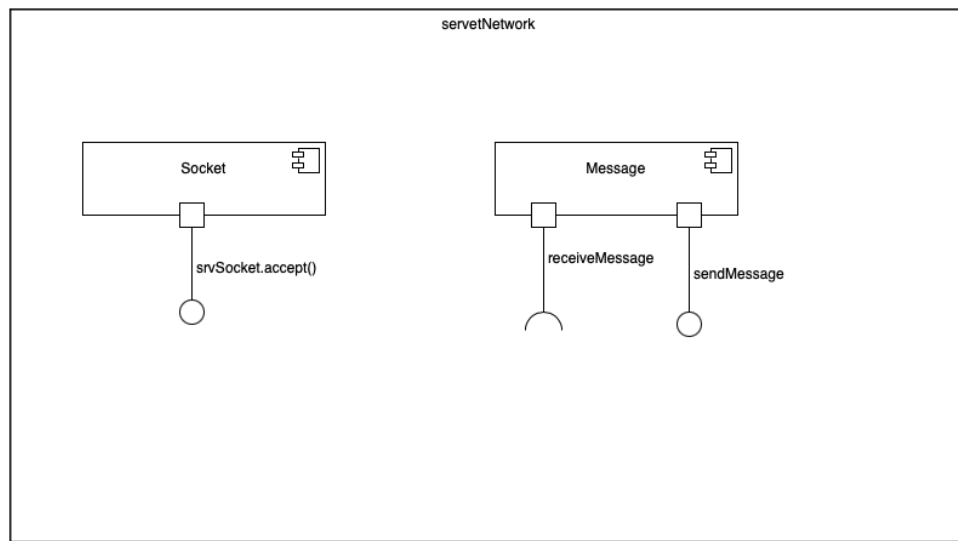 servetNetwork
Socket
Message
srvSocket.accept()
receiveMessage
sendMessage